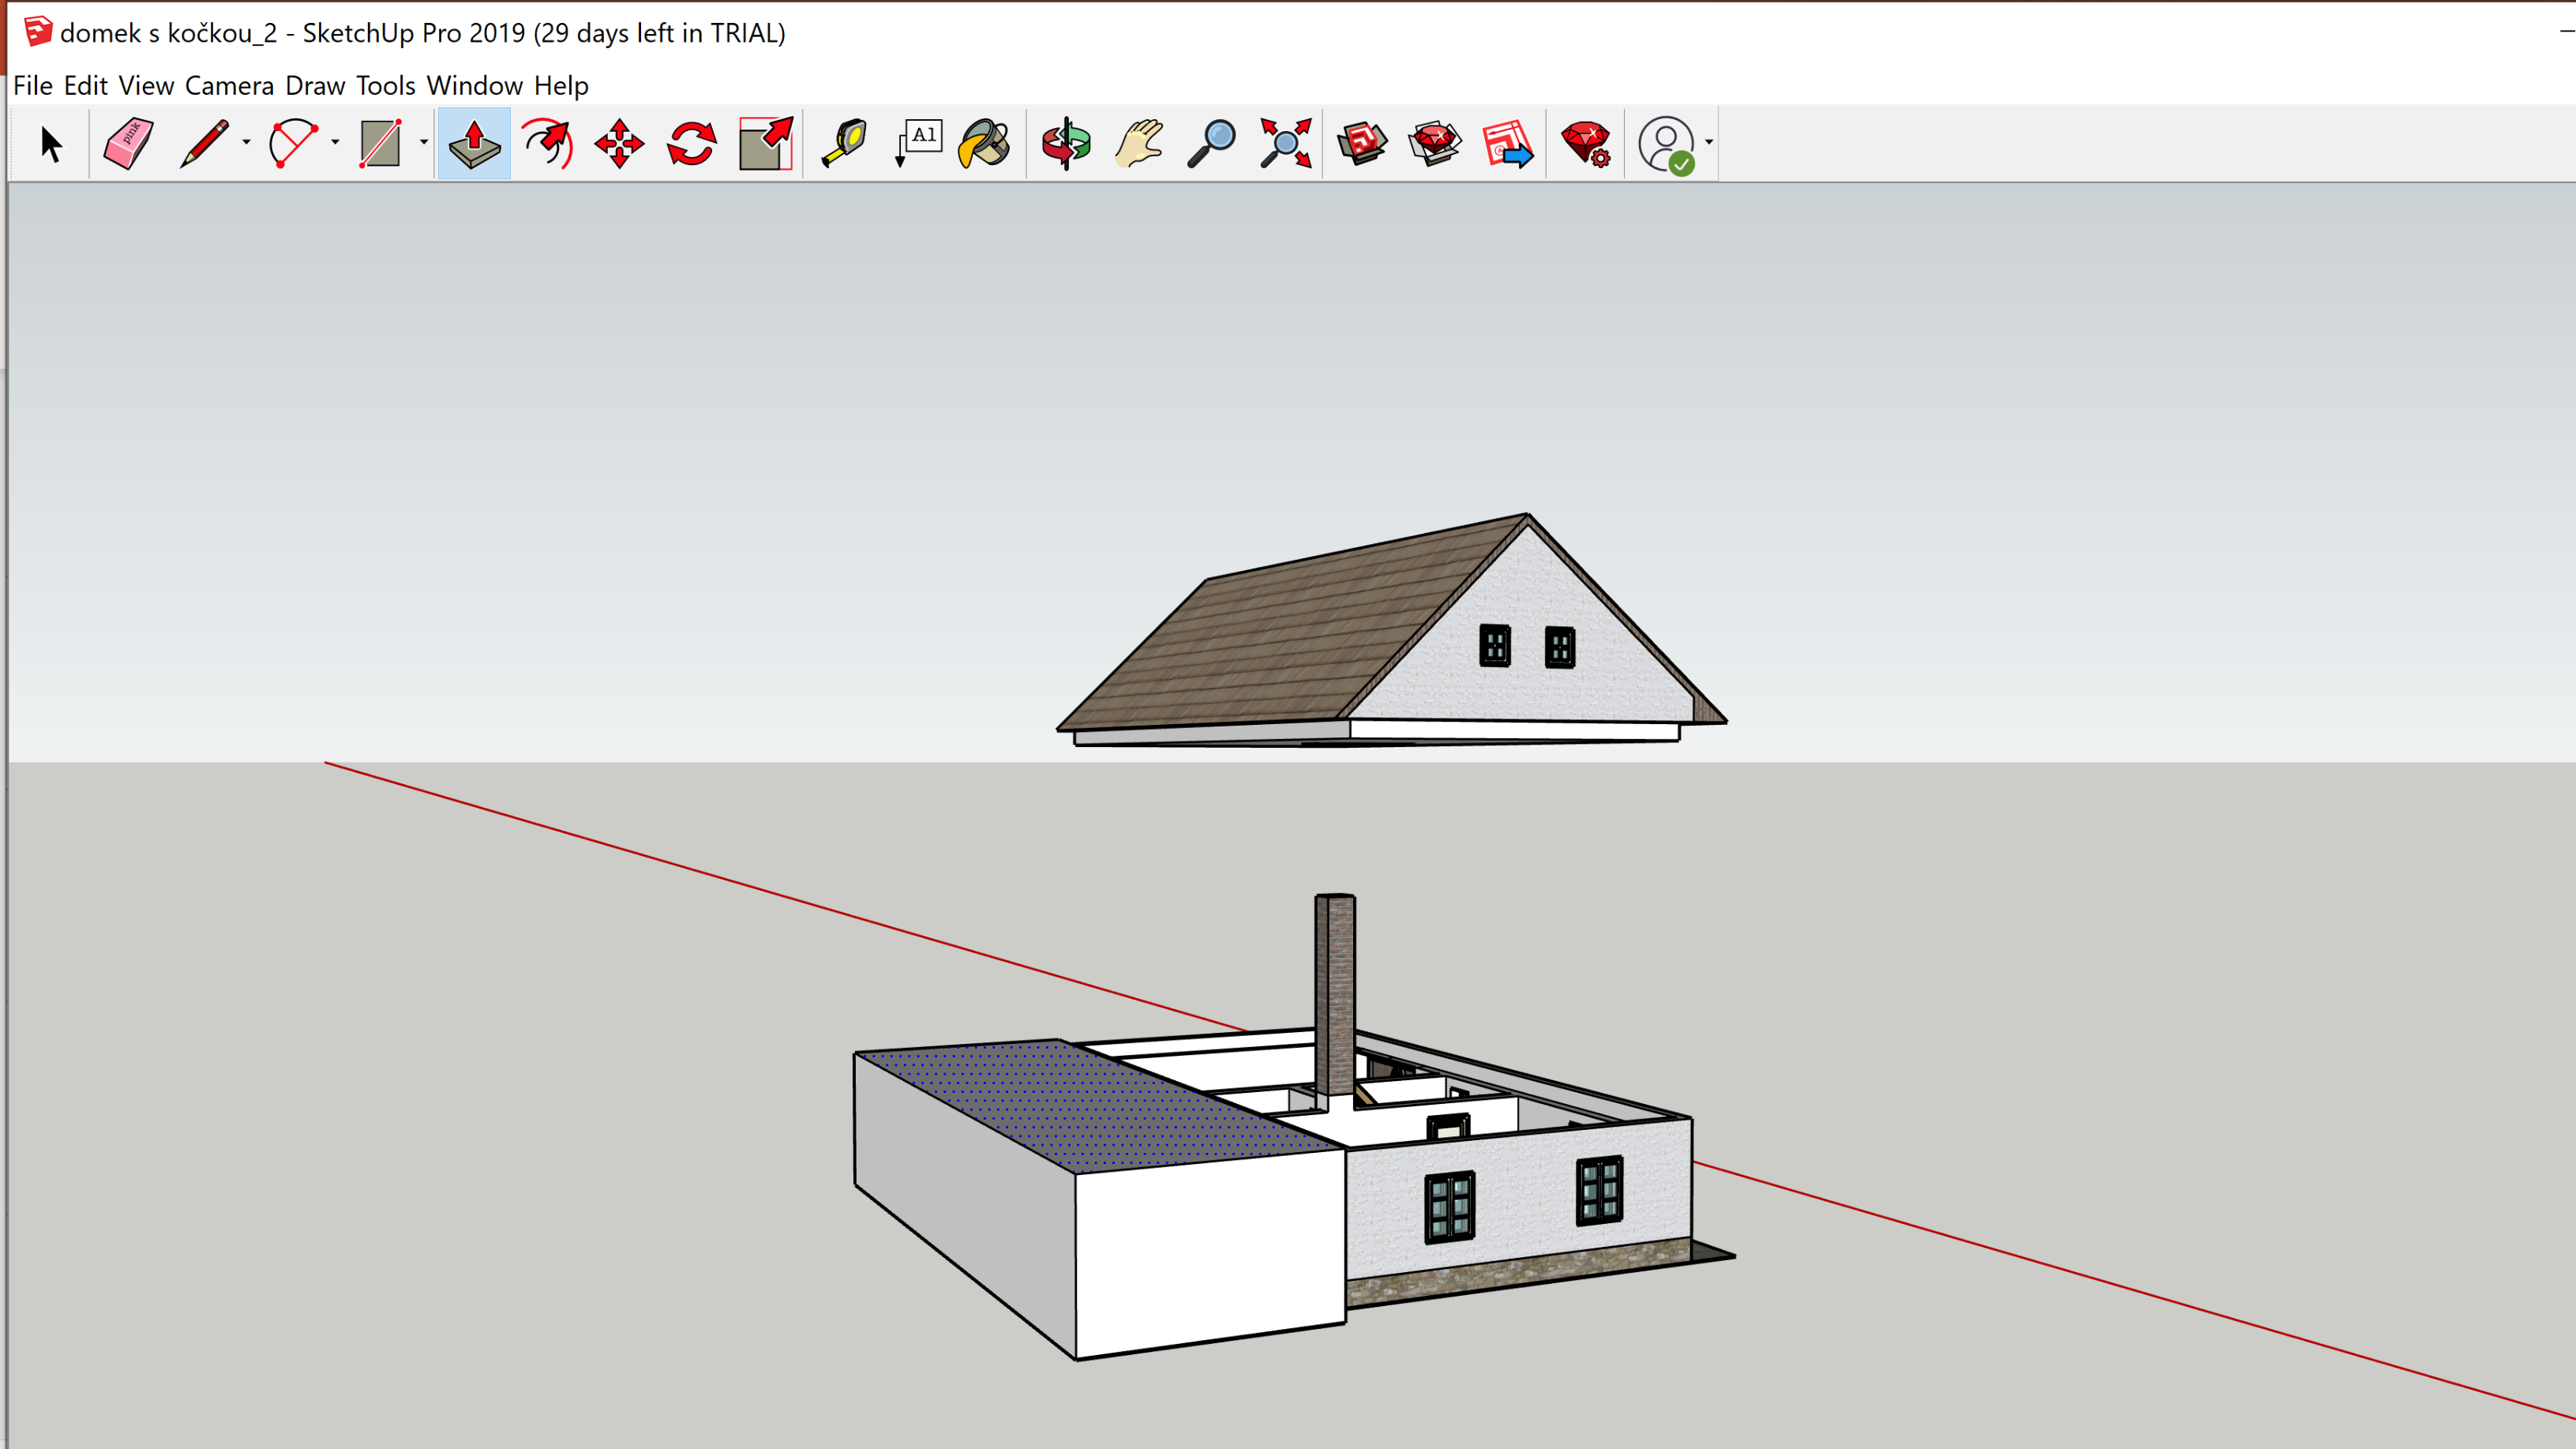 domek s kočkou_2 - SketchUp Pro 2019 (29 days left in TRIAL)
File Edit View Camera Draw Tools Window Help
pink
A1